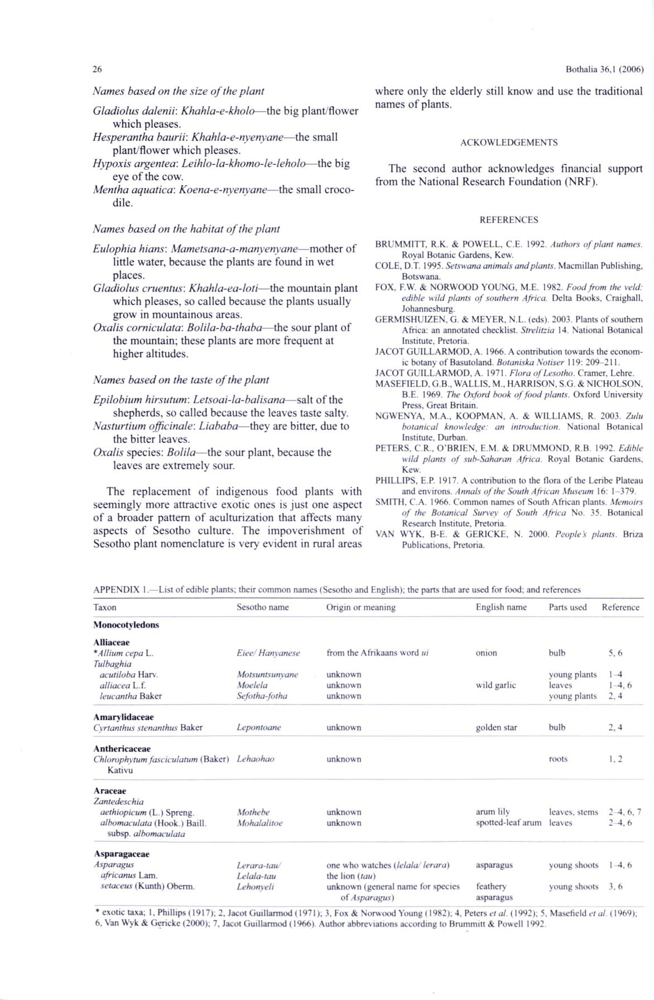 26
Bothalia 36,1 (2006)
Names based on the size of the plant
Gladiolus dalenii: Khahla-e-kholo—the big plant/flower
which pleases.
Hesperantha baurii: Khahla-e-nyenyane—the small
plant/flower which pleases.
Hypoxis argentea: Leihlo-la-khomo-le-leholo—the big
eye of the cow.
Mentha aquatica: Koena-e-nyenyane—the small croco-
dile.
Names based on the habitat of the plant
Eulophia hians: Mametsana-a-manyenyane—mother of
little water, because the plants are found in wet
places.
Gladiolus cruentus: Khahla-ea-loti—the mountain plant
which pleases, so called because the plants usually
grow in mountainous areas.
Oxalis corniculata: Bolila-ba-thaba—the sour plant of
the mountain; these plants are more frequent at
higher altitudes.
Names based on the taste of the plant
Epilobium hirsutum: Letsoai-la-balisana—salt of the
shepherds, so called because the leaves taste salty.
Nasturtium officinale: Liababa—they are bitter, due to
the bitter leaves.
Oxalis species: Bolila—the sour plant, because the
leaves are extremely sour.
The replacement of indigenous food plants with
seemingly more attractive exotic ones is just one aspect
of a broader pattern of aculturization that affects many
aspects of Sesotho culture. The impoverishment of
Sesotho plant nomenclature is very evident in rural areas
where only the elderly still know and use the traditional
names of plants.
ACKOWLEDGEMENTS
The second author acknowledges financial support
from the National Research Foundation (NRF).
REFERENCES
BRUMMITT, R.K. & POWELL, C.E. 1992. Authors of plant names.
Royal Botanic Gardens, Kew.
COLE, D.T. 1995. Setswana animals and plants. Macmillan Publishing,
Botswana.
FOX, F.W. & NORWOOD YOUNG, M.E. 1982. Food from the veld:
edible wild plants of southern Africa. Delta Books, Craighall,
Johannesburg.
GERMISHUIZEN, G. & MEYER, N.L. (eds). 2003. Plants of southern
Africa: an annotated checklist. Strelitzia 14. National Botanical
Institute, Pretoria.
JACOT GUILLARMOD, A. 1966. A contribution towards the econom-
ic botany of Basutoland. Botaniska Notiser 119: 209–211.
JACOT GUILLARMOD, A. 1971. Flora of Lesotho. Cramer, Lehre.
MASEFIELD, G.B., WALLIS, M., HARRISON, S.G. & NICHOLSON,
B.E. 1969. The Oxford book of food plants. Oxford University
Press, Great Britain.
NGWENYA, M.A., KOOPMAN, A. & WILLIAMS, R. 2003. Zulu
botanical knowledge: an introduction. National Botanical
Institute, Durban.
PETERS, C.R., O'BRIEN, E.M. & DRUMMOND, R.B. 1992. Edible
wild plants of sub-Saharan Africa. Royal Botanic Gardens,
Kew.
PHILLIPS, E.P. 1917. A contribution to the flora of the Leribe Plateau
and environs. Annals of the South African Museum 16: 1–379.
SMITH, C.A. 1966. Common names of South African plants. Memoirs
of the Botanical Survey of South Africa No. 35. Botanical
Research Institute, Pretoria.
VAN WYK, B-E. & GERICKE, N. 2000. People's plants. Briza
Publications, Pretoria.
APPENDIX 1.—List of edible plants; their common names (Sesotho and English); the parts that are used for food; and references
Taxon Sesotho name Origin or meaning English name Parts used Reference
Monocotyledons
Alliaceae
*Allium cepa L. Eiee/ Hanyanese from the Afrikaans word ui onion bulb 5, 6
Tulbaghia
acutiloba Harv. Motsuntsunyane unknown young plants 1–4
alliacea L.f. Moelela unknown wild garlic leaves 1–4, 6
leucantha Baker Sefotha-fotha unknown young plants 2, 4
Amarylidaceae
Cyrtanthus stenanthus Baker Lepontoane unknown golden star bulb 2, 4
Anthericaceae
Chlorophytum fasciculatum (Baker) Lehaohao unknown roots 1, 2
Kativu
Araceae
Zantedeschia
aethiopicum (L.) Spreng. Mothebe unknown arum lily leaves, stems 2–4, 6, 7
albomaculata (Hook.) Baill. Mohalalitoe unknown spotted-leaf arum leaves 2–4, 6
subsp. albomaculata
Asparagaceae
Asparagus Lerara-tau/ one who watches (lelala/ lerara) asparagus young shoots 1–4, 6
africanus Lam. Lelala-tau the lion (tau)
setaceus (Kunth) Oberm. Lehonyeli unknown (general name for species feathery young shoots 3, 6
of Asparagus) asparagus
* exotic taxa; 1, Phillips (1917); 2, Jacot Guillarmod (1971); 3, Fox & Norwood Young (1982); 4, Peters et al. (1992); 5, Masefield et al. (1969);
6, Van Wyk & Gericke (2000); 7, Jacot Guillarmod (1966). Author abbreviations according to Brummitt & Powell 1992.